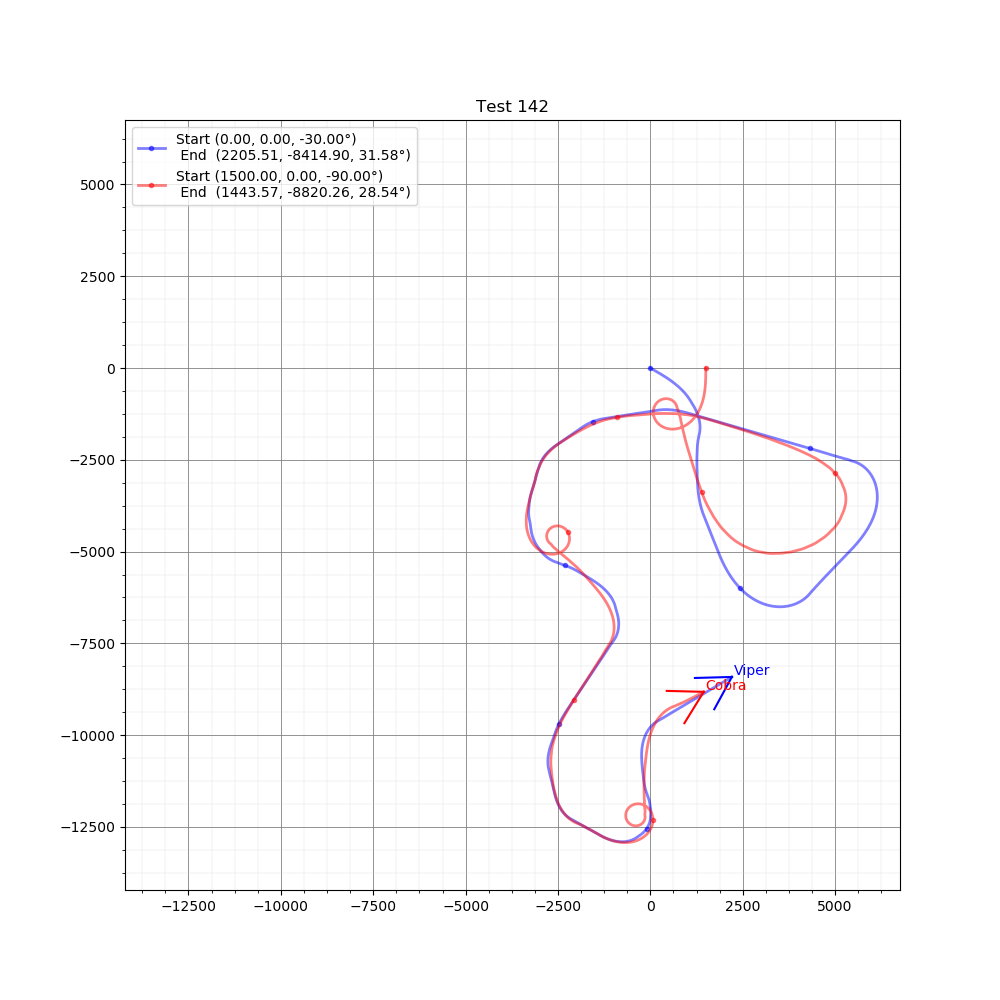 Test 142
Start (0.00, 0.00, -30.00°)
End (2205.51, -8414.90, 31.58°)
Start (1500.00, 0.00, -90.00°)
End (1443.57, -8820.26, 28.54°)
5000
2500
0
−2500
−5000
−7500
−10000
−12500
Viper
Cobra
−12500
−10000
−7500
−5000
−2500
0
2500
5000